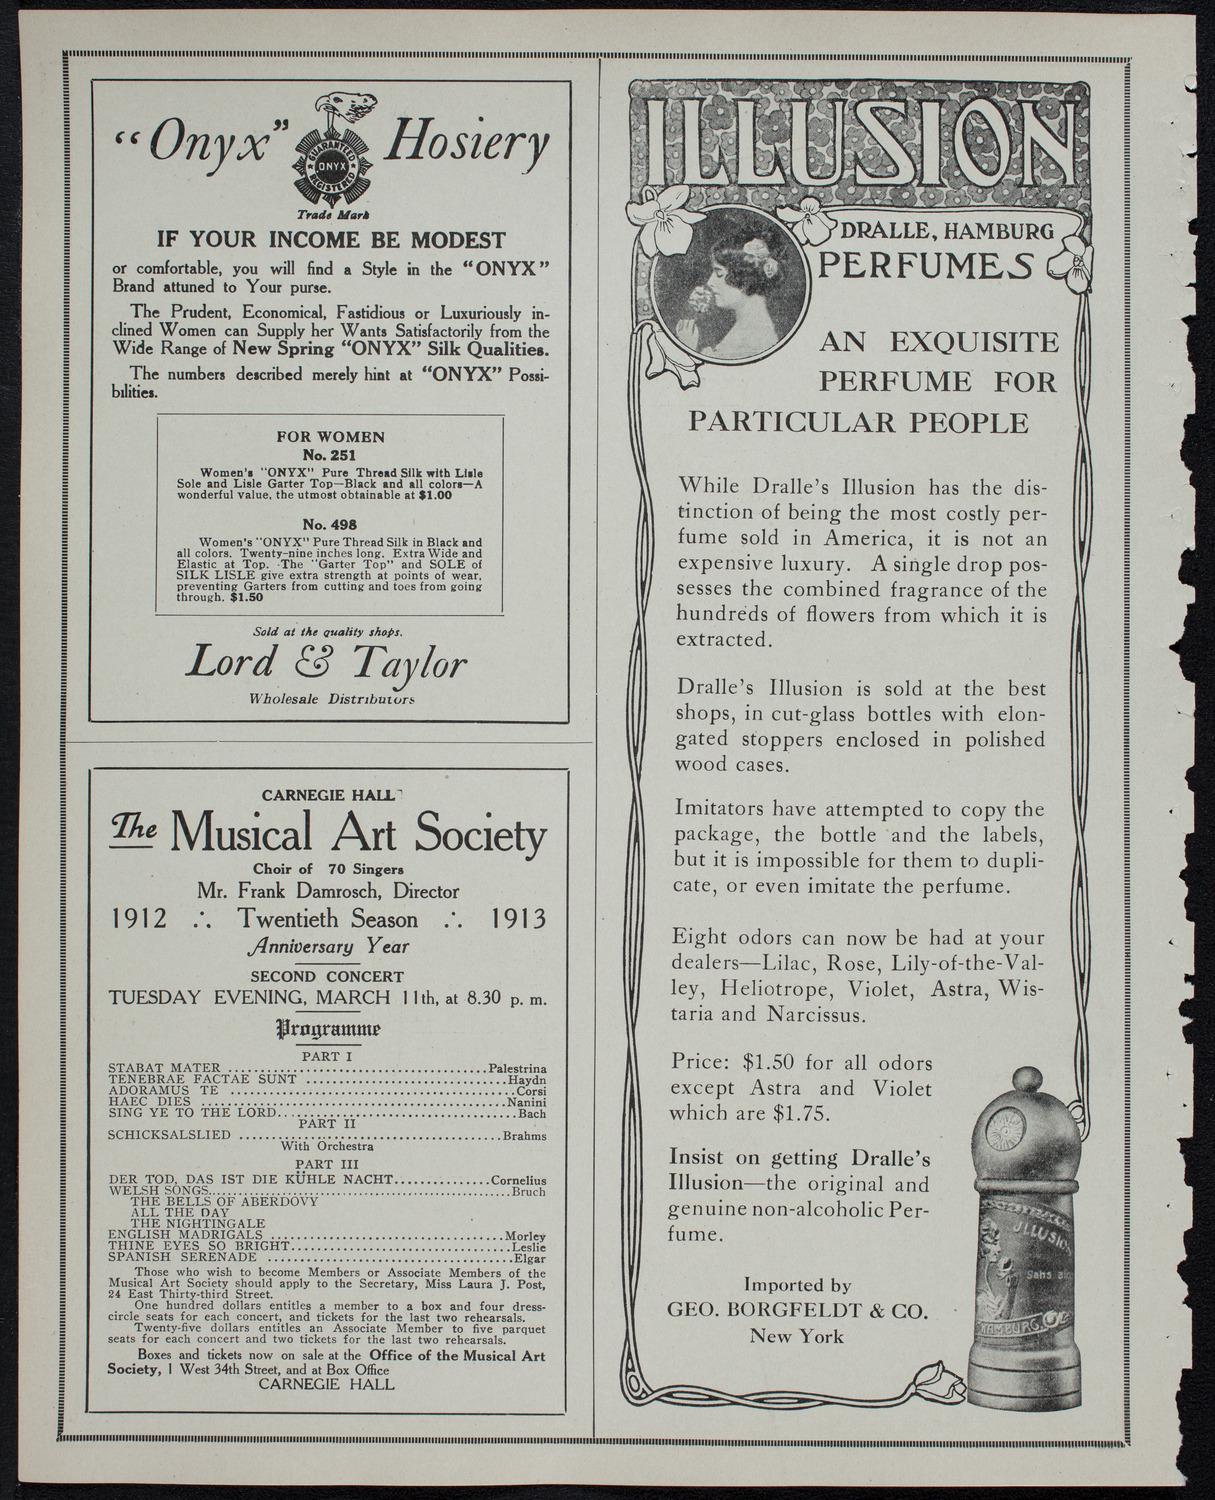 “Onyx” Hosiery
GUARANTEED
ONYX
REGISTERED
Trade Mark
IF YOUR INCOME BE MODEST
or comfortable, you will find a Style in the “ONYX”
Brand attuned to Your purse.
The Prudent, Economical, Fastidious or Luxuriously in-
clined Women can Supply her Wants Satisfactorily from the
Wide Range of New Spring “ONYX” Silk Qualities.
The numbers described merely hint at “ONYX” Possi-
bilities.
FOR WOMEN
No. 251
Women's "ONYX" Pure Thread Silk with Lisle
Sole and Lisle Garter Top—Black and all colors—A
wonderful value, the utmost obtainable at $1.00
No. 498
Women's "ONYX" Pure Thread Silk in Black and
all colors. Twenty-nine inches long. Extra Wide and
Elastic at Top. The "Garter Top" and SOLE of
SILK LISLE give extra strength at points of wear,
preventing Garters from cutting and toes from going
through. $1.50
Sold at the quality shops.
Lord & Taylor
Wholesale Distributors
CARNEGIE HALL
The Musical Art Society
Choir of 70 Singers
Mr. Frank Damrosch, Director
1912 ∴ Twentieth Season ∴ 1913
Anniversary Year
SECOND CONCERT
TUESDAY EVENING, MARCH 11th, at 8.30 p. m.
Programme
PART I
STABAT MATER ........ Palestrina
TENEBRAE FACTAE SUNT ........ Haydn
ADORAMUS TE ........ Corsi
HAEC DIES ........ Nanini
SING YE TO THE LORD ........ Bach
PART II
SCHICKSALSLIED ........ Brahms
With Orchestra
PART III
DER TOD, DAS IST DIE KÜHLE NACHT ........ Cornelius
WELSH SONGS ........ Bruch
THE BELLS OF ABERDOVY
ALL THE DAY
THE NIGHTINGALE
ENGLISH MADRIGALS ........ Morley
THINE EYES SO BRIGHT ........ Leslie
SPANISH SERENADE ........ Elgar
Those who wish to become Members or Associate Members of the
Musical Art Society should apply to the Secretary, Miss Laura J. Post,
24 East Thirty-third Street.
One hundred dollars entitles a member to a box and four dress-
circle seats for each concert, and tickets for the last two rehearsals.
Twenty-five dollars entitles an Associate Member to five parquet
seats for each concert and two tickets for the last two rehearsals.
Boxes and tickets now on sale at the Office of the Musical Art
Society, 1 West 34th Street, and at Box Office
CARNEGIE HALL
ILLUSION
DRALLE, HAMBURG
PERFUMES
AN EXQUISITE
PERFUME FOR
PARTICULAR PEOPLE
While Dralle's Illusion has the dis-
tinction of being the most costly per-
fume sold in America, it is not an
expensive luxury. A single drop pos-
sesses the combined fragrance of the
hundreds of flowers from which it is
extracted.
Dralle's Illusion is sold at the best
shops, in cut-glass bottles with elon-
gated stoppers enclosed in polished
wood cases.
Imitators have attempted to copy the
package, the bottle and the labels,
but it is impossible for them to dupli-
cate, or even imitate the perfume.
Eight odors can now be had at your
dealers—Lilac, Rose, Lily-of-the-Val-
ley, Heliotrope, Violet, Astra, Wis-
taria and Narcissus.
Price: $1.50 for all odors
except Astra and Violet
which are $1.75.
Insist on getting Dralle's
Illusion—the original and
genuine non-alcoholic Per-
fume.
Imported by
GEO. BORGFELDT & CO.
New York
HAMBURG